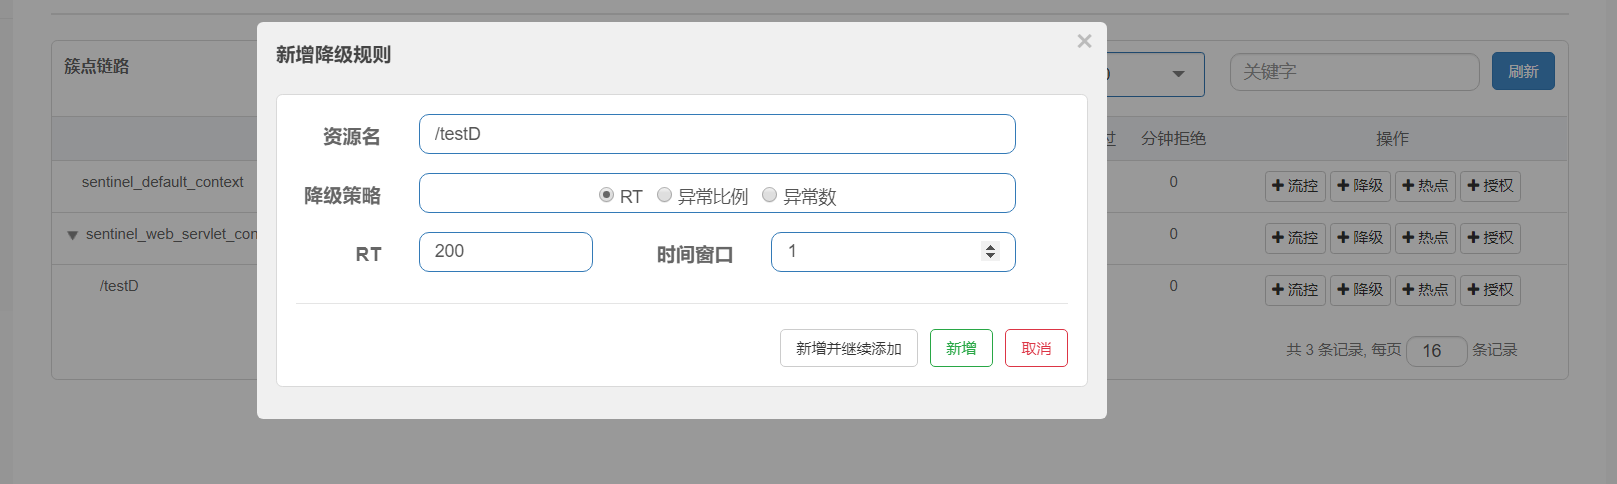 新增降级规则
×
簇点链路
关键字
刷新
资源名
/testD
过
分钟拒绝
操作
降级策略
RT
异常比例
异常数
sentinel_default_context
0
流控
降级
热点
授权
RT
200
时间窗口
1
sentinel_web_servlet_con
0
流控
降级
热点
授权
/testD
0
流控
降级
热点
授权
新增并继续添加
新增
取消
共 3 条记录, 每页 16 条记录